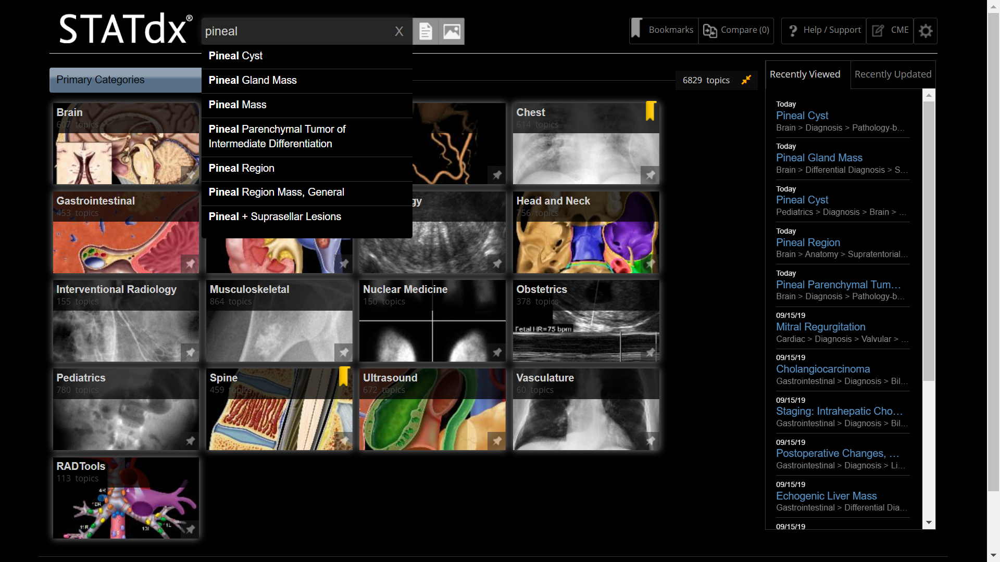 STATdx®
pineal
X
Bookmarks
Compare (0)
? Help / Support
CME
Pineal Cyst
Pineal Gland Mass
Pineal Mass
Pineal Parenchymal Tumor of
Intermediate Differentiation
Pineal Region
Pineal Region Mass, General
Pineal + Suprasellar Lesions
Primary Categories
6829 topics
Brain
607 topics
Chest
614 topics
Gastrointestinal
453 topics
gy
Head and Neck
756 topics
Interventional Radiology
155 topics
Musculoskeletal
864 topics
Nuclear Medicine
150 topics
Obstetrics
378 topics
Fetal HR=75 bpm
Pediatrics
780 topics
Spine
459 topics
Ultrasound
672 topics
Vasculature
60 topics
RADTools
113 topics
4R
4
10R
11R
10l
11L
Recently Viewed
Recently Updated
Today
Pineal Cyst
Brain > Diagnosis > Pathology-b...
Today
Pineal Gland Mass
Brain > Differential Diagnosis > S...
Today
Pineal Cyst
Pediatrics > Diagnosis > Brain > ...
Today
Pineal Region
Brain > Anatomy > Supratentorial...
Today
Pineal Parenchymal Tum...
Brain > Diagnosis > Pathology-b...
09/15/19
Mitral Regurgitation
Cardiac > Diagnosis > Valvular > ...
09/15/19
Cholangiocarcinoma
Gastrointestinal > Diagnosis > Bil...
09/15/19
Staging: Intrahepatic Cho...
Gastrointestinal > Diagnosis > Bil...
09/15/19
Postoperative Changes, ...
Gastrointestinal > Diagnosis > Li...
09/15/19
Echogenic Liver Mass
Gastrointestinal > Differential Dia...
09/15/19